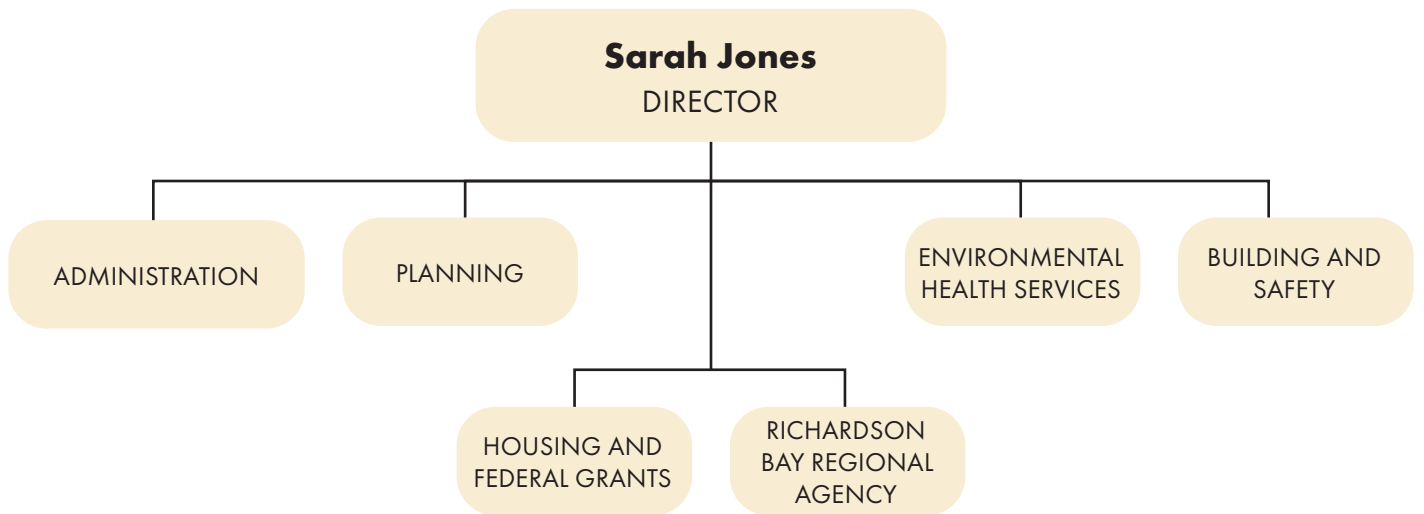 Sarah Jones
DIRECTOR
ADMINISTRATION
PLANNING
ENVIRONMENTAL
HEALTH SERVICES
BUILDING AND
SAFETY
HOUSING AND
FEDERAL GRANTS
RICHARDSON
BAY REGIONAL
AGENCY